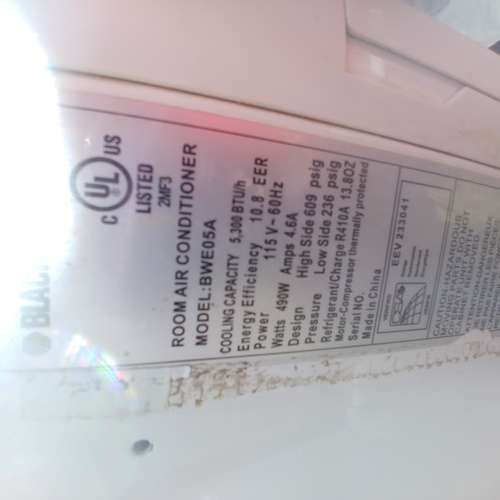 BLAC
C UL US
LISTED
2MF3
ROOM AIR CONDITIONER
MODEL:BWE05A
COOLING CAPACITY 5,300 BTU/h
Energy Efficiency 10.8 EER
Power 115 V~60Hz
Watts 490W Amps 4.6A
Design High Side 609 psig
Pressure Low Side 236 psig
Refrigerant/Charge R410A 13.8OZ
Motor-Compressor thermally protected
SERIAL NO.
Made in China
EEV 233041